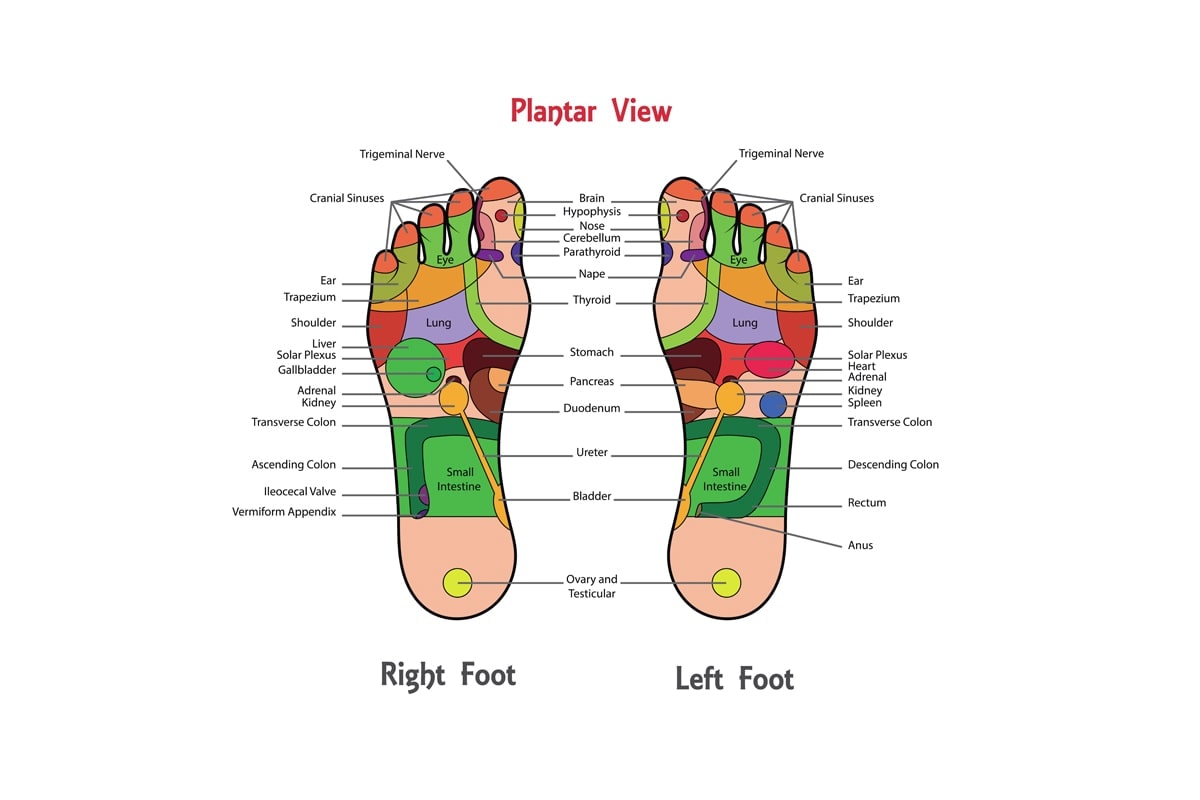 Plantar View
Trigeminal Nerve
Cranial Sinuses
Ear
Trapezium
Shoulder
Liver
Solar Plexus
Gallbladder
Adrenal
Kidney
Transverse Colon
Ascending Colon
Ileocecal Valve
Vermiform Appendix
Eye
Lung
Small
Intestine
Brain
Hypophysis
Nose
Cerebellum
Parathyroid
Nape
Thyroid
Stomach
Pancreas
Duodenum
Ureter
Bladder
Ovary and
Testicular
Eye
Lung
Small
Intestine
Trigeminal Nerve
Cranial Sinuses
Ear
Trapezium
Shoulder
Solar Plexus
Heart
Adrenal
Kidney
Spleen
Transverse Colon
Descending Colon
Rectum
Anus
Right Foot
Left Foot